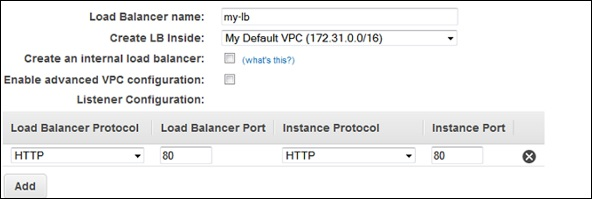 Load Balancer name: my-lb
Create LB Inside: My Default VPC (172.31.0.0/16)
Create an internal load balancer: (what's this?)
Enable advanced VPC configuration:
Listener Configuration:
Load Balancer Protocol Load Balancer Port Instance Protocol Instance Port
HTTP 80 HTTP 80
Add